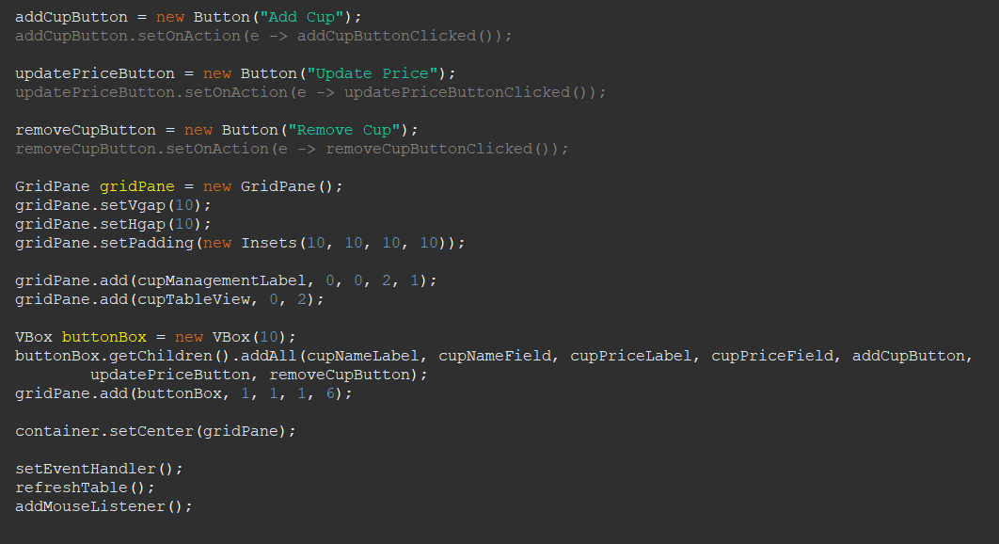 addCupButton = new Button("Add Cup");
addCupButton.setOnAction(e -> addCupButtonClicked());
updatePriceButton = new Button("Update Price");
updatePriceButton.setOnAction(e -> updatePriceButtonClicked());
removeCupButton = new Button("Remove Cup");
removeCupButton.setOnAction(e -> removeCupButtonClicked());
GridPane gridPane = new GridPane();
gridPane.setVgap(10);
gridPane.setHgap(10);
gridPane.setPadding(new Insets(10, 10, 10, 10));
gridPane.add(cupManagementLabel, 0, 0, 2, 1);
gridPane.add(cupTableView, 0, 2);
VBox buttonBox = new VBox(10);
buttonBox.getChildren().addAll(cupNameLabel, cupNameField, cupPriceLabel, cupPriceField, addCupButton,
updatePriceButton, removeCupButton);
gridPane.add(buttonBox, 1, 1, 1, 6);
container.setCenter(gridPane);
setEventHandler();
refreshTable();
addMouseListener();